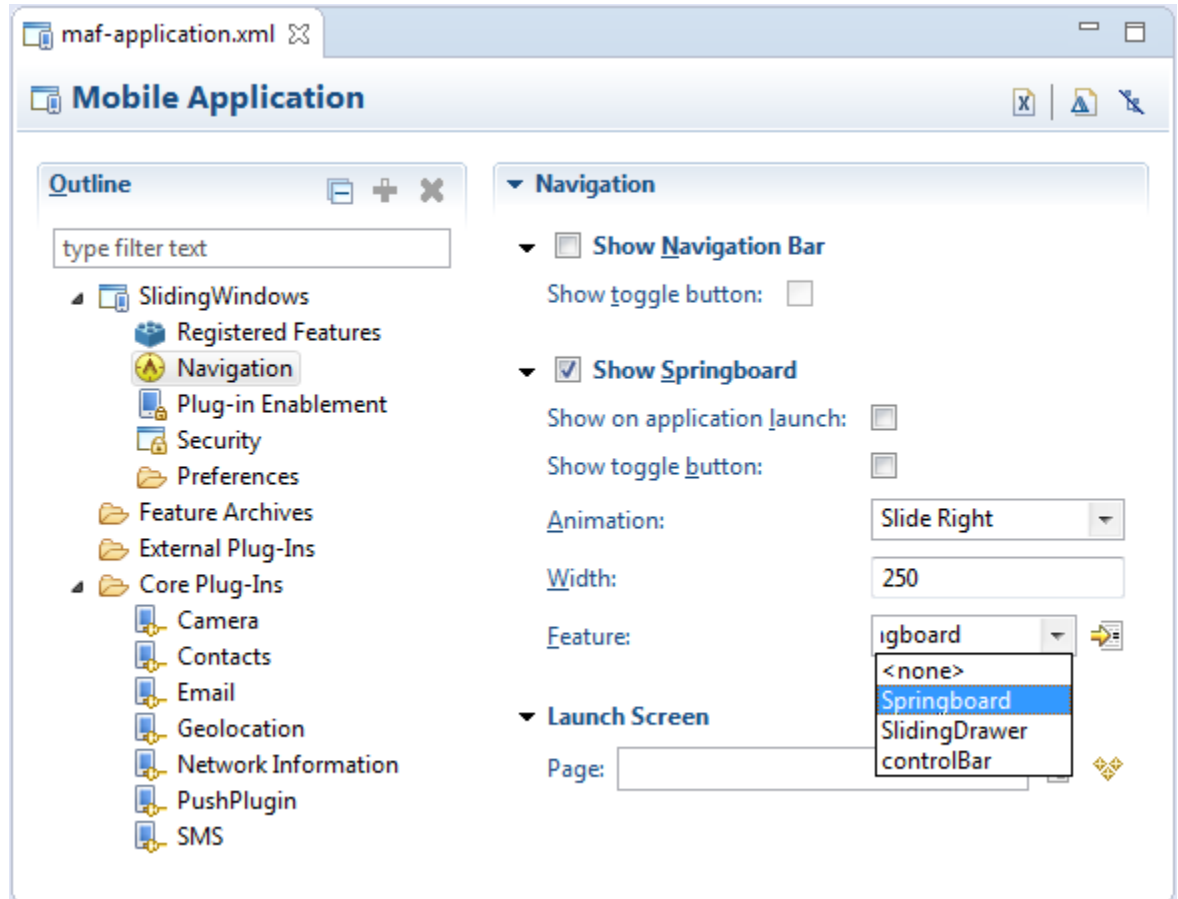 maf-application.xml
Mobile Application
Outline
type filter text
SlidingWindows
Registered Features
Navigation
Plug-in Enablement
Security
Preferences
Feature Archives
External Plug-Ins
Core Plug-Ins
Camera
Contacts
Email
Geolocation
Network Information
PushPlugin
SMS
Navigation
Show Navigation Bar
Show toggle button:
Show Springboard
Show on application launch:
Show toggle button:
Animation: Slide Right
Width: 250
Feature: ngboard
<none>
Springboard
SlidingDrawer
controlBar
Launch Screen
Page: